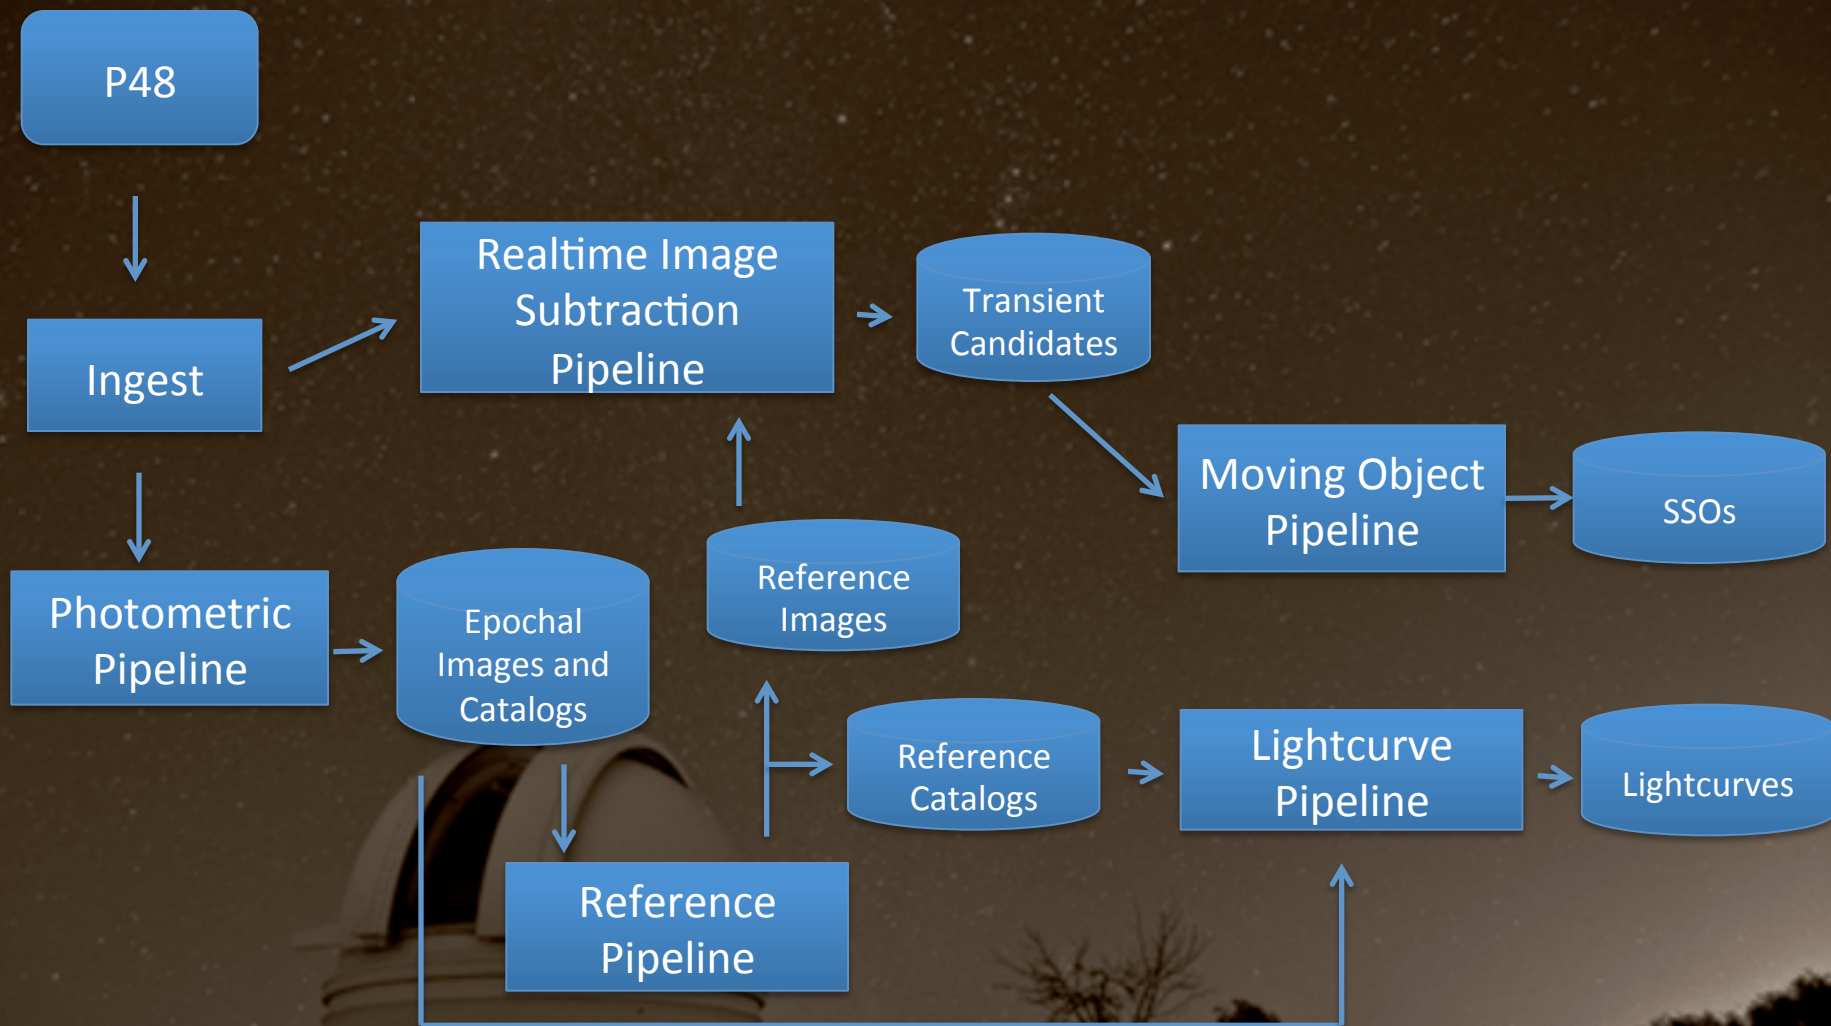 P48
Ingest
Realtime Image
Subtraction
Pipeline
Transient
Candidates
Moving Object
Pipeline
SSOs
Photometric
Pipeline
Epochal
Images and
Catalogs
Reference
Images
Reference
Catalogs
Lightcurve
Pipeline
Lightcurves
Reference
Pipeline